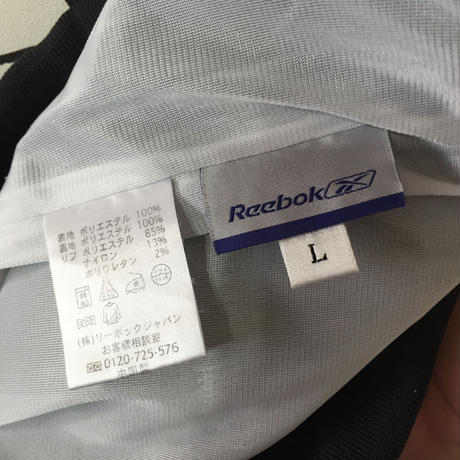 Reebok
L
表地 ポリエステル 100%
裏地 ポリエステル 100%
リブ ポリエステル 85%
ナイロン 13%
ポリウレタン 2%
(株)リーボックジャパン
お客様相談室
0120-725-576
中国製